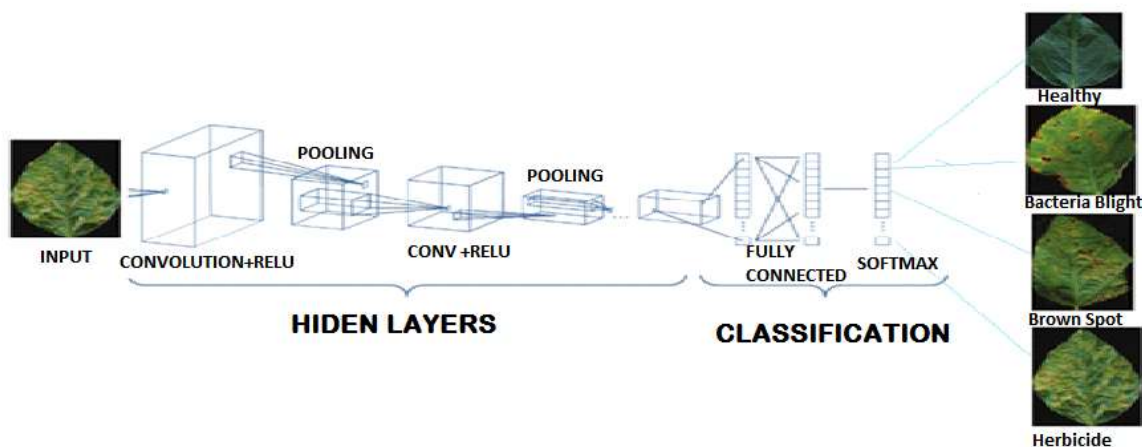 INPUT
CONVOLUTION+RELU
POOLING
CONV +RELU
POOLING
FULLY
CONNECTED
SOFTMAX
HIDEN LAYERS
CLASSIFICATION
Healthy
Bacteria Blight
Brown Spot
Herbicide